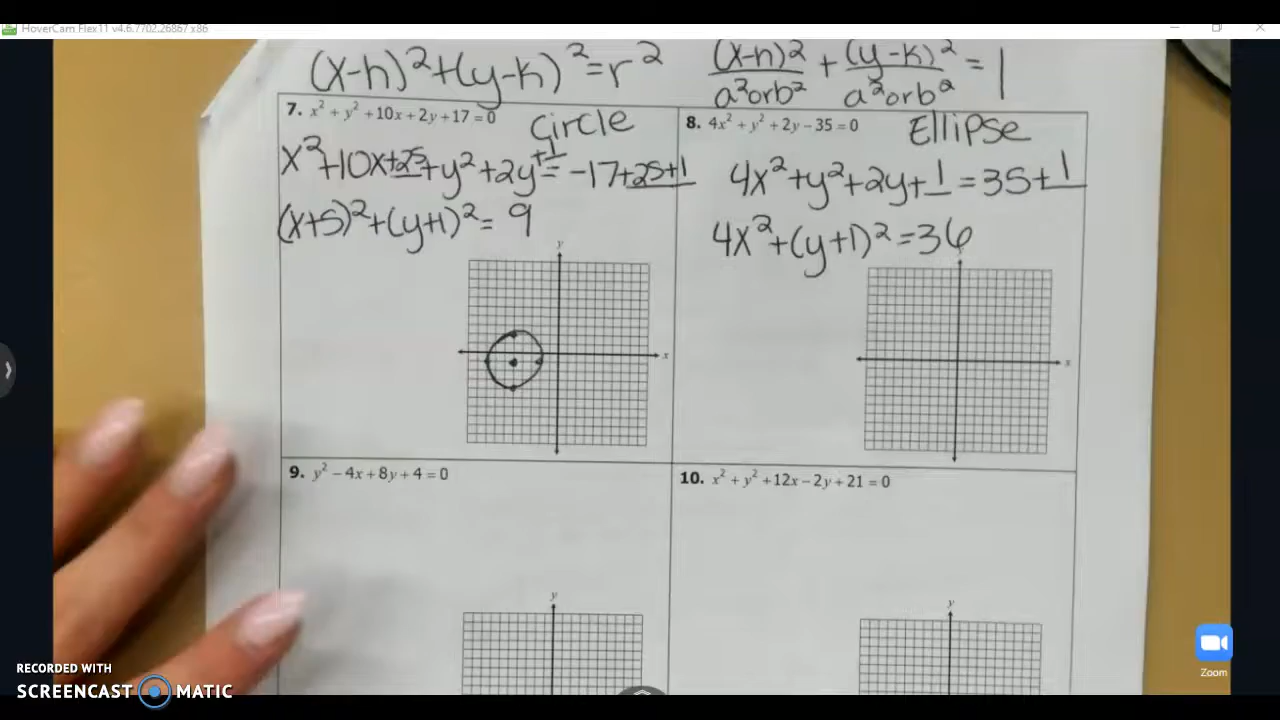 HoverCam Flex11 v4.6.7702.26867 x86
(x-h)²+(y-k)²=r²
(x-h)²/a²orb² + (y-k)²/a²orb² = 1
7. x² + y² +10x+2y+17=0 Circle
x²+10x+25+y²+2y+1=-17+25+1
(x+5)²+(y+1)²=9
y
x
8. 4x² + y² +2y-35=0 Ellipse
4x²+y²+2y+1=35+1
4x²+(y+1)²=36
x
9. y² - 4x+8y+4=0
y
10. x² + y² +12x-2y+21=0
y
Zoom
RECORDED WITH
SCREENCAST MATIC